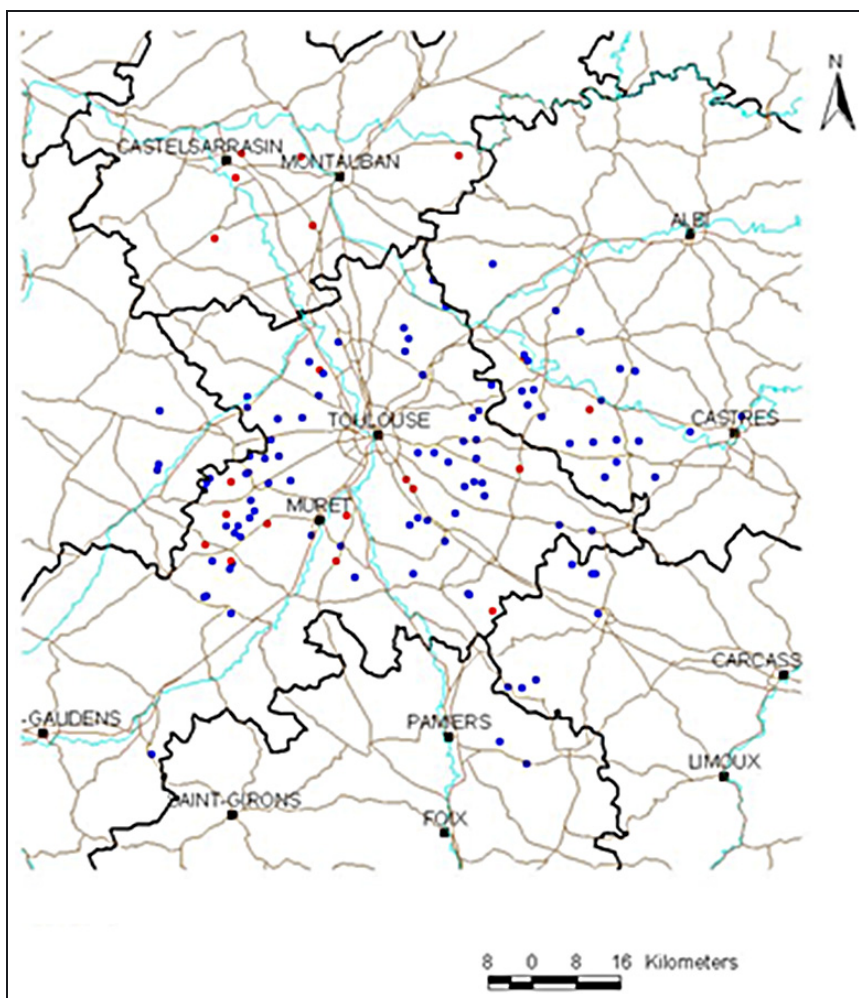 N
CASTELSARRASIN
MONTAUBAN
ALBI
TOULOUSE
CASTRES
MURET
CARCASS
-GAUDENS
PAMIERS
LIMOUX
SAINT-GIRONS
FOIX
8 0 8 16 Kilometers